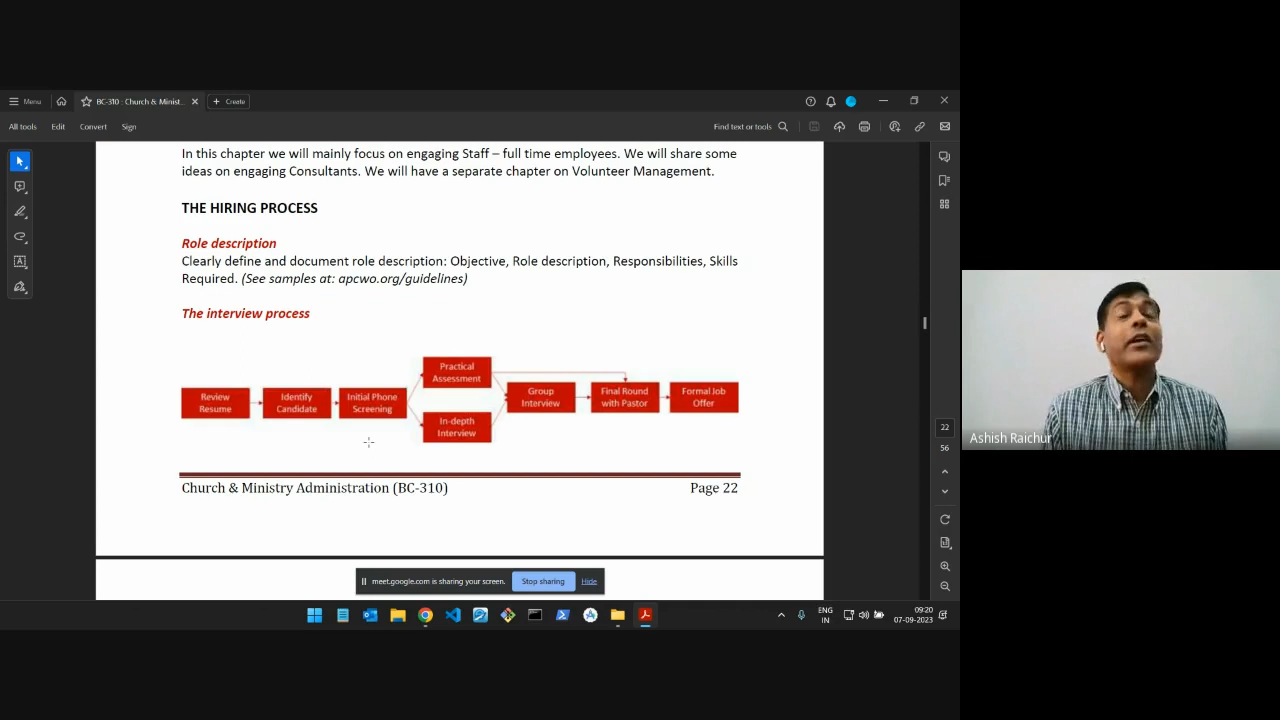 Menu
BC-310 : Church & Minist...
Create
All tools
Edit
Convert
Sign
Find text or tools
In this chapter we will mainly focus on engaging Staff – full time employees. We will share some
ideas on engaging Consultants. We will have a separate chapter on Volunteer Management.
THE HIRING PROCESS
Role description
Clearly define and document role description: Objective, Role description, Responsibilities, Skills
Required. (See samples at: apcwo.org/guidelines)
The interview process
Review
Resume
Identify
Candidate
Initial Phone
Screening
Practical
Assessment
In-depth
Interview
Group
Interview
Final Round
with Pastor
Formal Job
Offer
Church & Ministry Administration (BC-310)
Page 22
22
56
meet.google.com is sharing your screen.
Stop sharing
Hide
ENG
IN
09:20
07-09-2023
Ashish Raichur